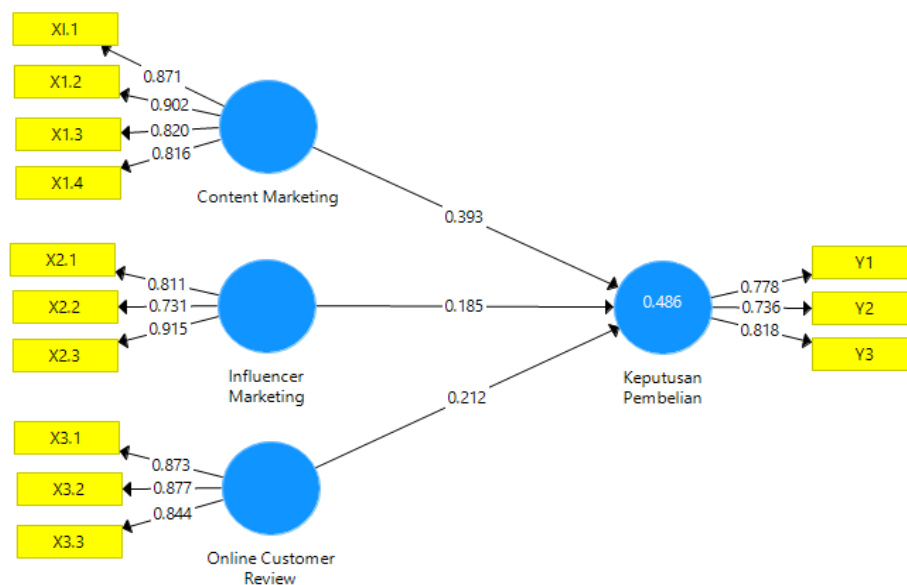 XI.1
0.871
X1.2
0.902
X1.3
0.820
X1.4
0.816
Content Marketing
0.393
X2.1
0.811
X2.2
0.731
X2.3
0.915
Influencer
Marketing
0.185
X3.1
0.873
X3.2
0.877
X3.3
0.844
Online Customer
Review
0.212
0.486
Keputusan
Pembelian
0.778
Y1
0.736
Y2
0.818
Y3